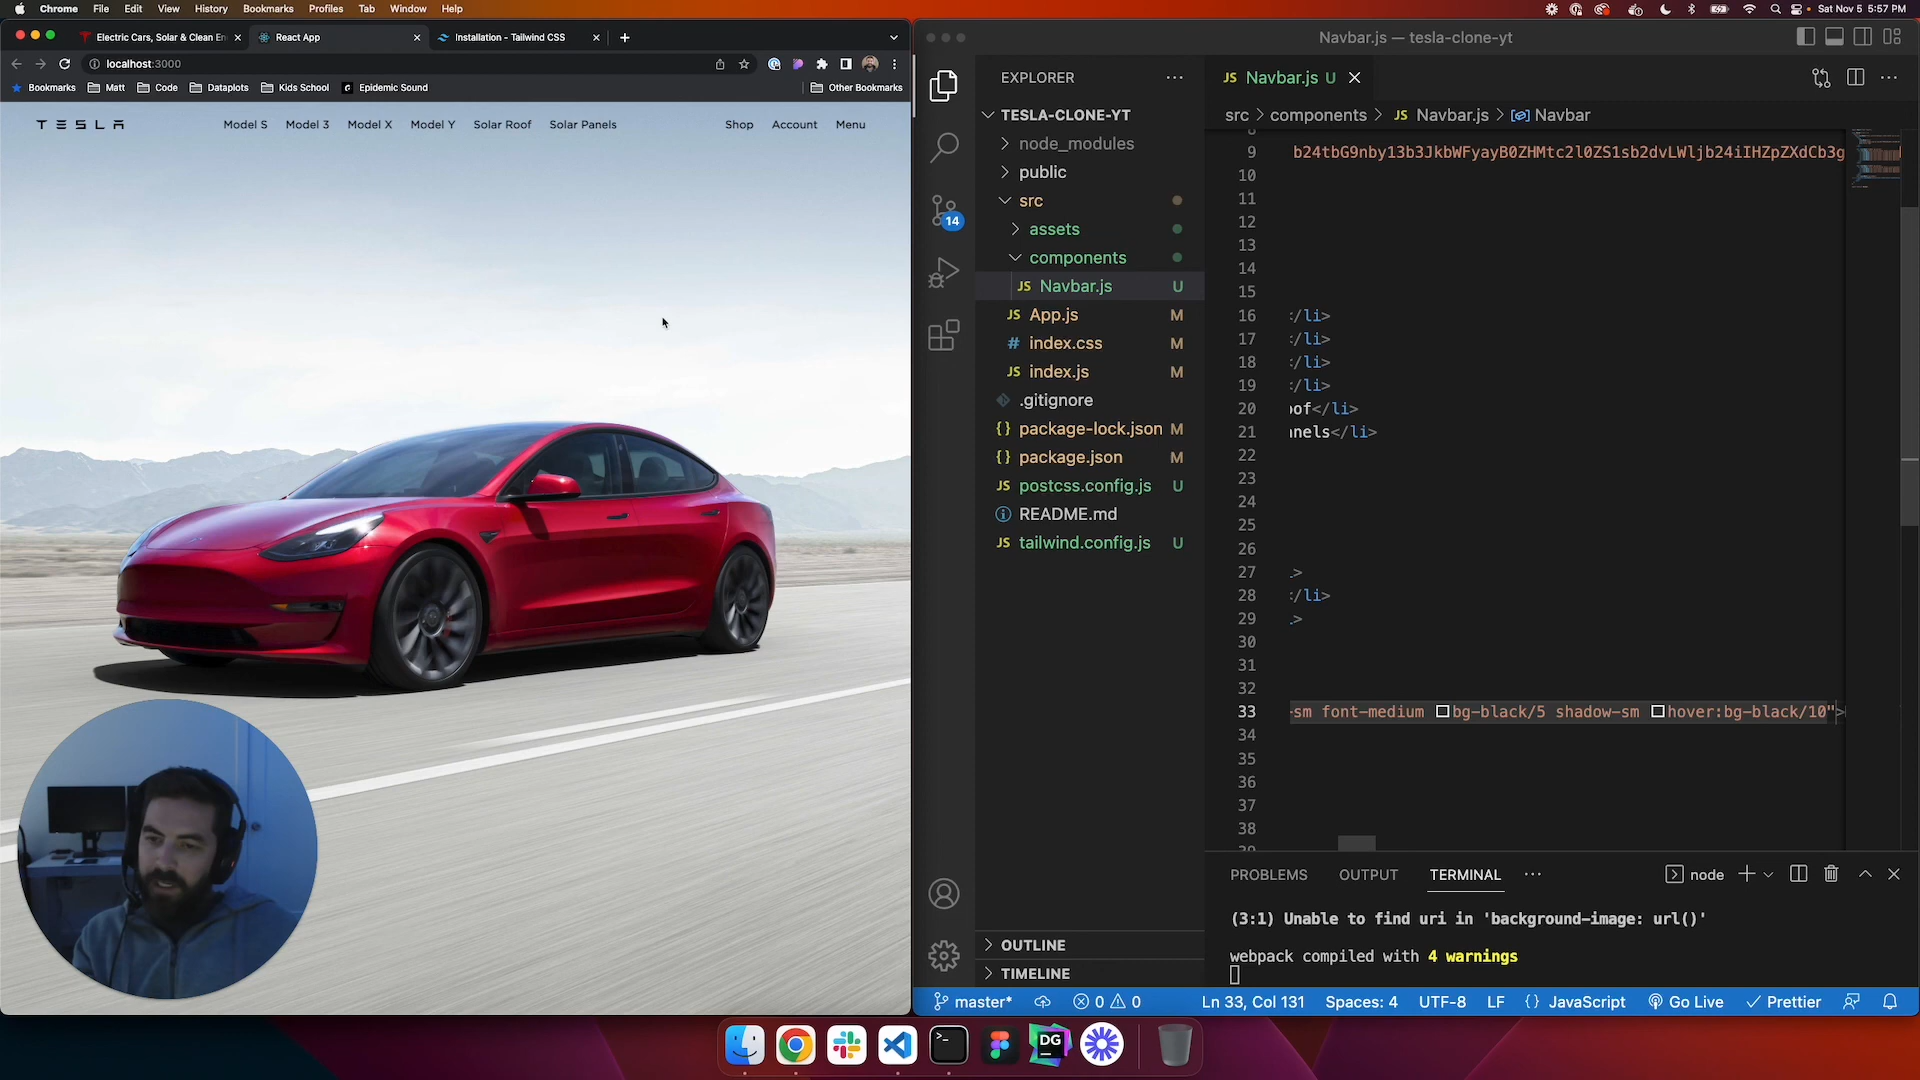 Chrome File Edit View History Bookmarks Profiles Tab Window Help
Sat Nov 5 5:57 PM
Electric Cars, Solar & Clean En
React App
Installation - Tailwind CSS
Navbar.js — tesla-clone-yt
localhost:3000
Bookmarks Matt Code Dataplots Kids School Epidemic Sound Other Bookmarks
TESLA Model S Model 3 Model X Model Y Solar Roof Solar Panels Shop Account Menu
EXPLORER
TESLA-CLONE-YT
node_modules
public
src
14
assets
components
JS Navbar.js U
JS App.js M
# index.css M
JS index.js M
.gitignore
{} package-lock.json M
{} package.json M
JS postcss.config.js U
README.md
JS tailwind.config.js U
OUTLINE
TIMELINE
JS Navbar.js U
src > components > JS Navbar.js > Navbar
9 b24tbG9nby13b3JkbWFyayB0ZHMtc2l0ZS1sb2dvLWljb24iIHZpZXdCb3g
10
11
12
13
14
15
16 </li>
17 </li>
18 </li>
19 </li>
20 oof</li>
21 nels</li>
22
23
24
25
26
27 >
28 </li>
29 >
30
31
32
33 -sm font-medium bg-black/5 shadow-sm hover:bg-black/10">
34
35
36
37
38
PROBLEMS OUTPUT TERMINAL node
(3:1) Unable to find uri in 'background-image: url()'
webpack compiled with 4 warnings
master* 0 0 Ln 33, Col 131 Spaces: 4 UTF-8 LF {} JavaScript Go Live Prettier
DG